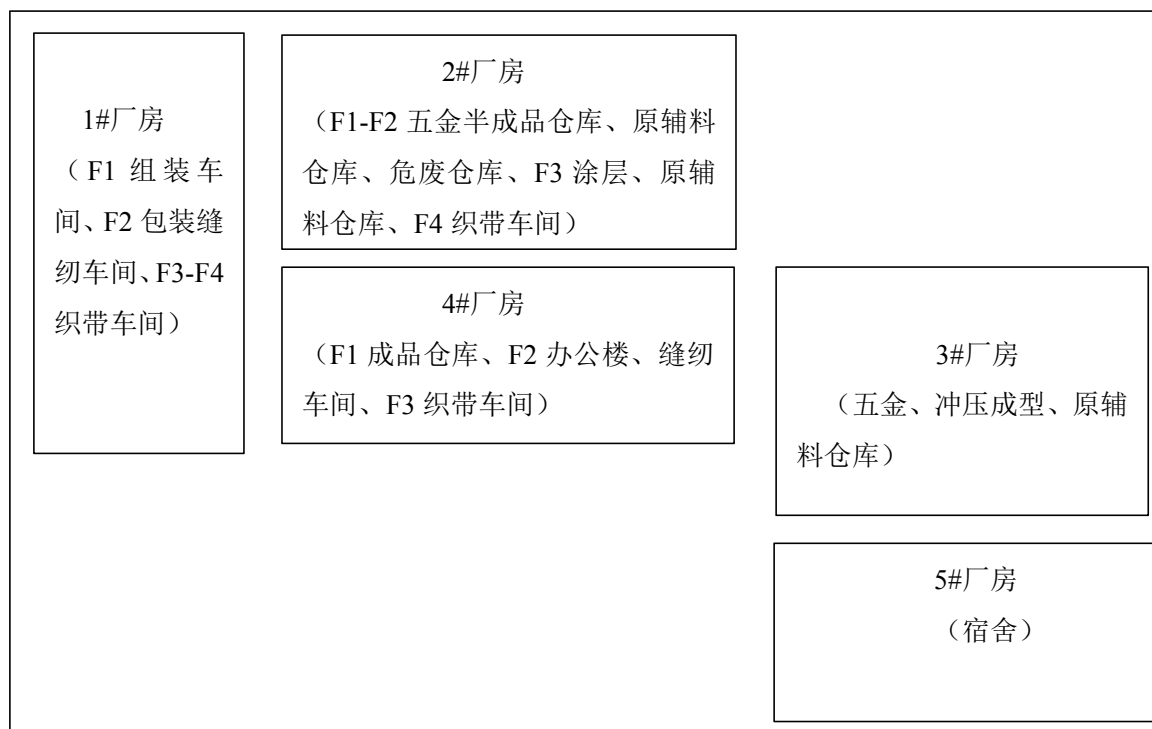 1#厂房
（F1 组装车
间、F2 包装缝
纫车间、F3-F4
织带车间）
2#厂房
（F1-F2 五金半成品仓库、原辅料
仓库、危废仓库、F3 涂层、原辅
料仓库、F4 织带车间）
4#厂房
（F1 成品仓库、F2 办公楼、缝纫
车间、F3 织带车间）
3#厂房
（五金、冲压成型、原辅
料仓库）
5#厂房
（宿舍）